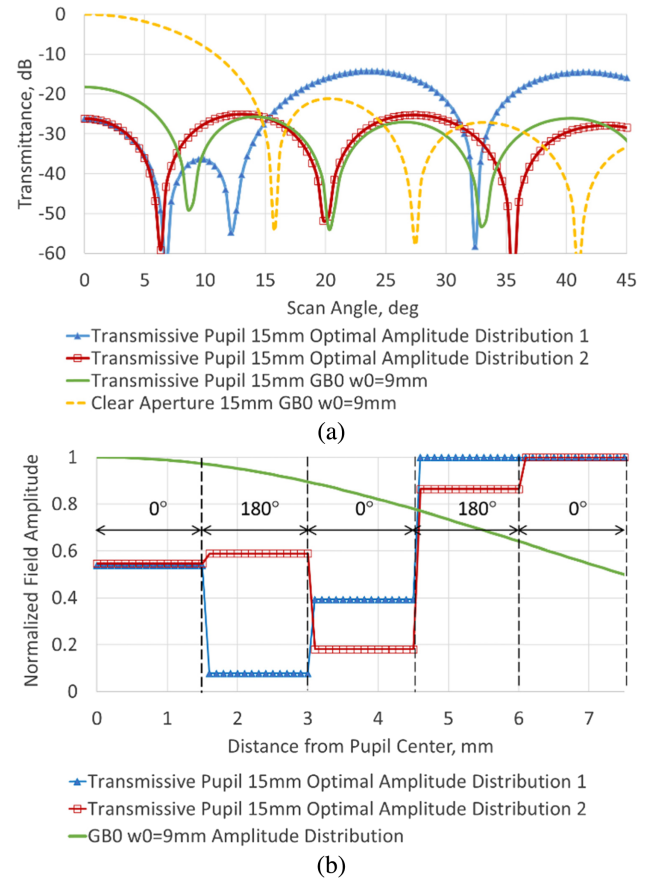 0
-10
-20
-30
-40
-50
-60
Transmittance, dB
0 5 10 15 20 25 30 35 40 45
Scan Angle, deg
Transmissive Pupil 15mm Optimal Amplitude Distribution 1
Transmissive Pupil 15mm Optimal Amplitude Distribution 2
Transmissive Pupil 15mm GB0 w0=9mm
Clear Aperture 15mm GB0 w0=9mm
(a)
1
0.8
0.6
0.4
0.2
0
Normalized Field Amplitude
0° 180° 0° 180° 0°
0 1 2 3 4 5 6 7
Distance from Pupil Center, mm
Transmissive Pupil 15mm Optimal Amplitude Distribution 1
Transmissive Pupil 15mm Optimal Amplitude Distribution 2
GB0 w0=9mm Amplitude Distribution
(b)